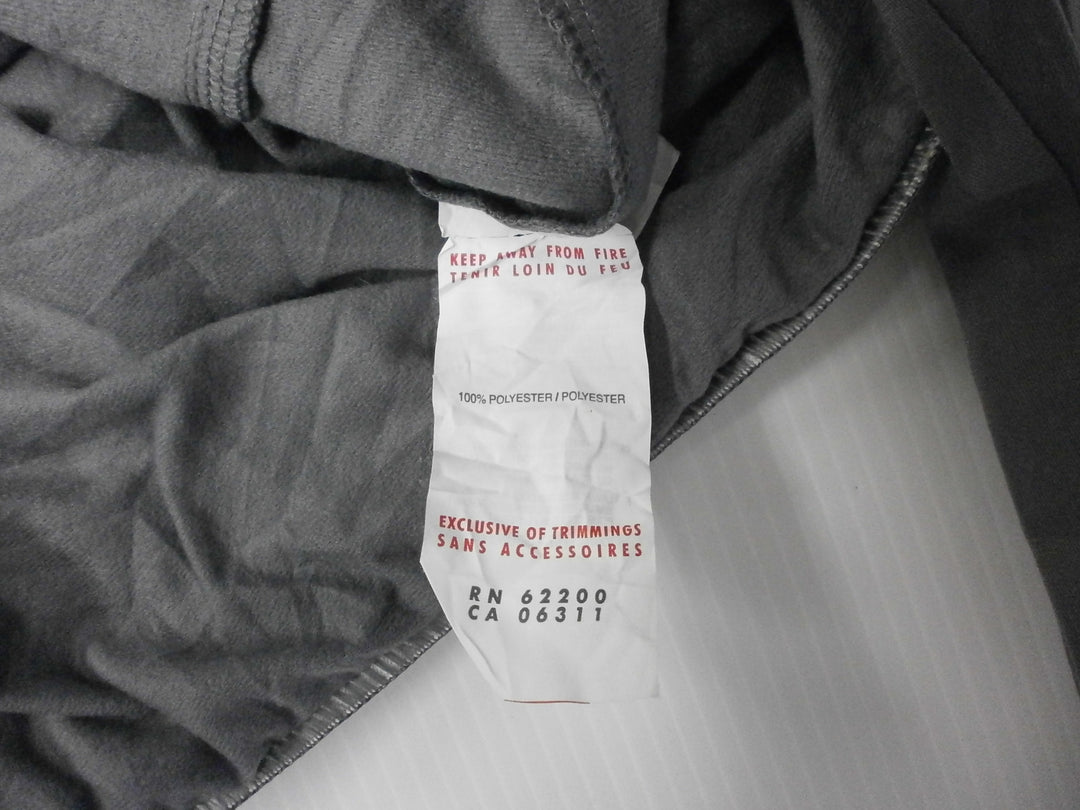 KEEP AWAY FROM FIRE
TENIR LOIN DU FEU
100% POLYESTER / POLYESTER
EXCLUSIVE OF TRIMMINGS
SANS ACCESSOIRES
RN 62200
CA 06311